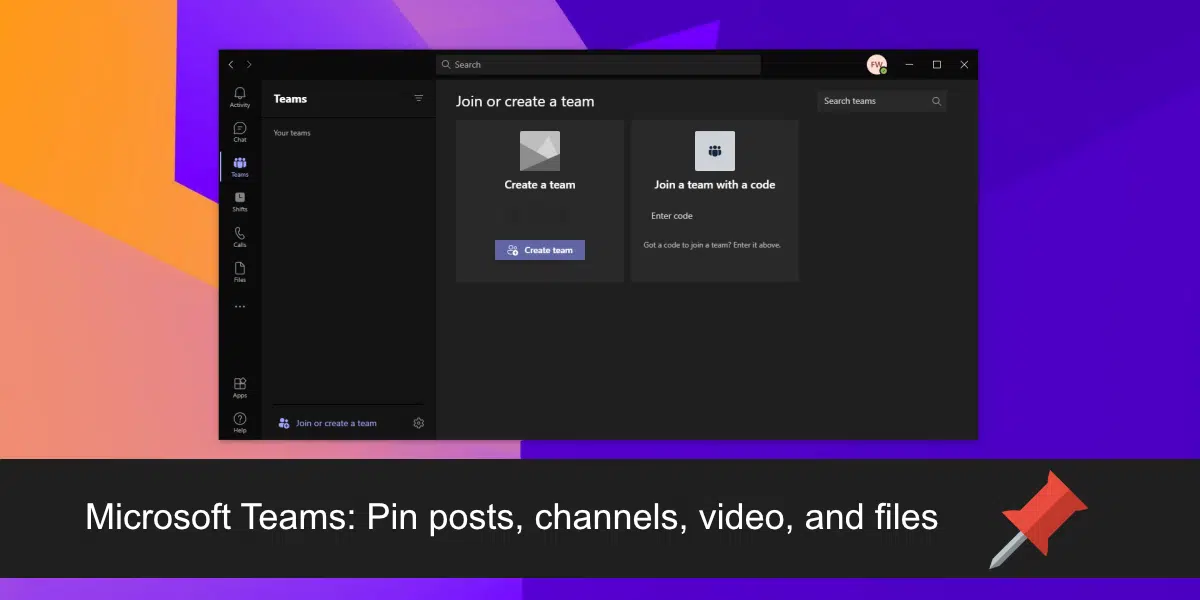 Search
FW
Activity
Chat
Teams
Shifts
Calls
Files
Apps
Help
Teams
Your teams
Join or create a team
Join or create a team
Search teams
Create a team
Create team
Join a team with a code
Enter code
Got a code to join a team? Enter it above.
Microsoft Teams: Pin posts, channels, video, and files